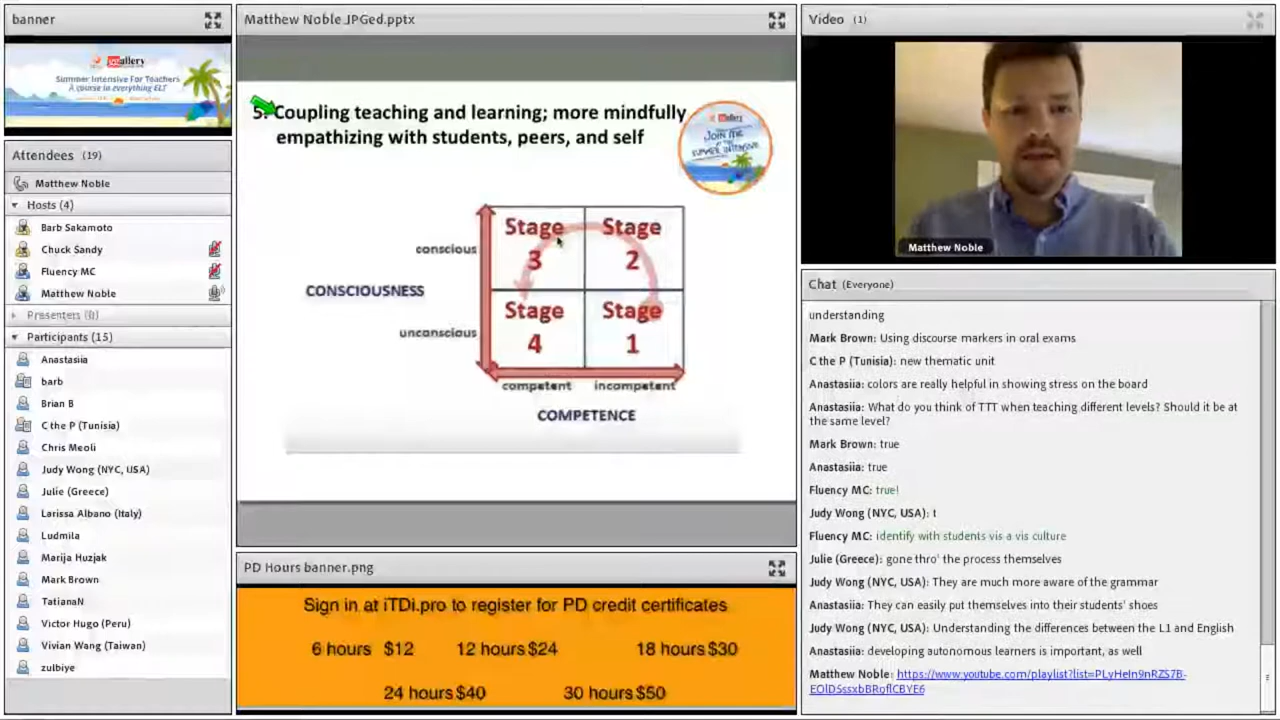 banner
Summer Intensive For Teachers
A course in everything ELT
Attendees (19)
Matthew Noble
Hosts (4)
Barb Sakamoto
Chuck Sandy
Fluency MC
Matthew Noble
Presenters (0)
Participants (15)
Anastasiia
barb
Brian B
C the P (Tunisia)
Chris Meoli
Judy Wong (NYC, USA)
Julie (Greece)
Larissa Albano (Italy)
Ludmila
Marija Huzjak
Mark Brown
TatianaN
Victor Hugo (Peru)
Vivian Wang (Taiwan)
zulbiye
Matthew Noble JPGed.pptx
5. Coupling teaching and learning; more mindfully
empathizing with students, peers, and self
JOIN ME
SUMMER INTENSIVE
Stage
3
Stage
2
conscious
CONSCIOUSNESS
Stage
4
Stage
1
unconscious
competent
incompetent
COMPETENCE
PD Hours banner.png
Sign in at iTDi.pro to register for PD credit certificates
6 hours $12 12 hours $24 18 hours $30
24 hours $40 30 hours $50
Video (1)
Matthew Noble
Chat (Everyone)
understanding
Mark Brown: Using discourse markers in oral exams
C the P (Tunisia): new thematic unit
Anastasiia: colors are really helpful in showing stress on the board
Anastasiia: What do you think of TTT when teaching different levels? Should it be at
the same level?
Mark Brown: true
Anastasiia: true
Fluency MC: true!
Judy Wong (NYC, USA): t
Fluency MC: identify with students vis a vis culture
Julie (Greece): gone thro' the process themselves
Judy Wong (NYC, USA): They are much more aware of the grammar
Anastasiia: They can easily put themselves into their students' shoes
Judy Wong (NYC, USA): Understanding the differences between the L1 and English
Anastasiia: developing autonomous learners is important, as well
Matthew Noble: https://www.youtube.com/playlist?list=PLyHeIn9nRZS7B-
EOlD5ssxbBRoflCBYE6